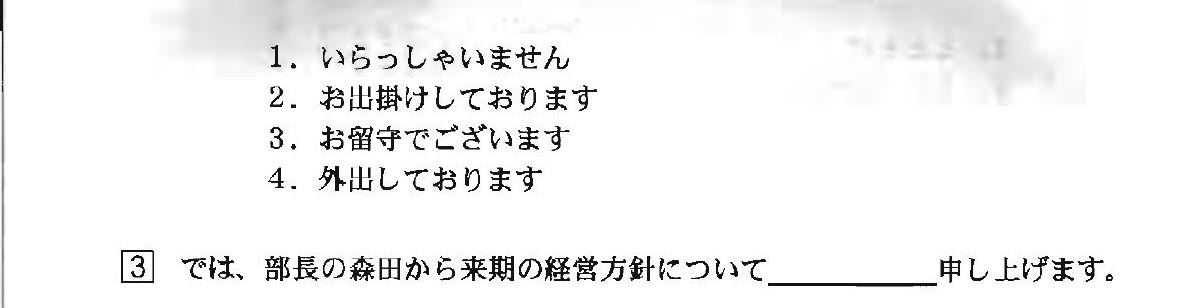 1．いらっしゃいません
2．お出掛けしております
3．お留守でございます
4．外出しております
3 では、部長の森田から来期の経営方針について＿＿＿＿＿＿申し上げます。